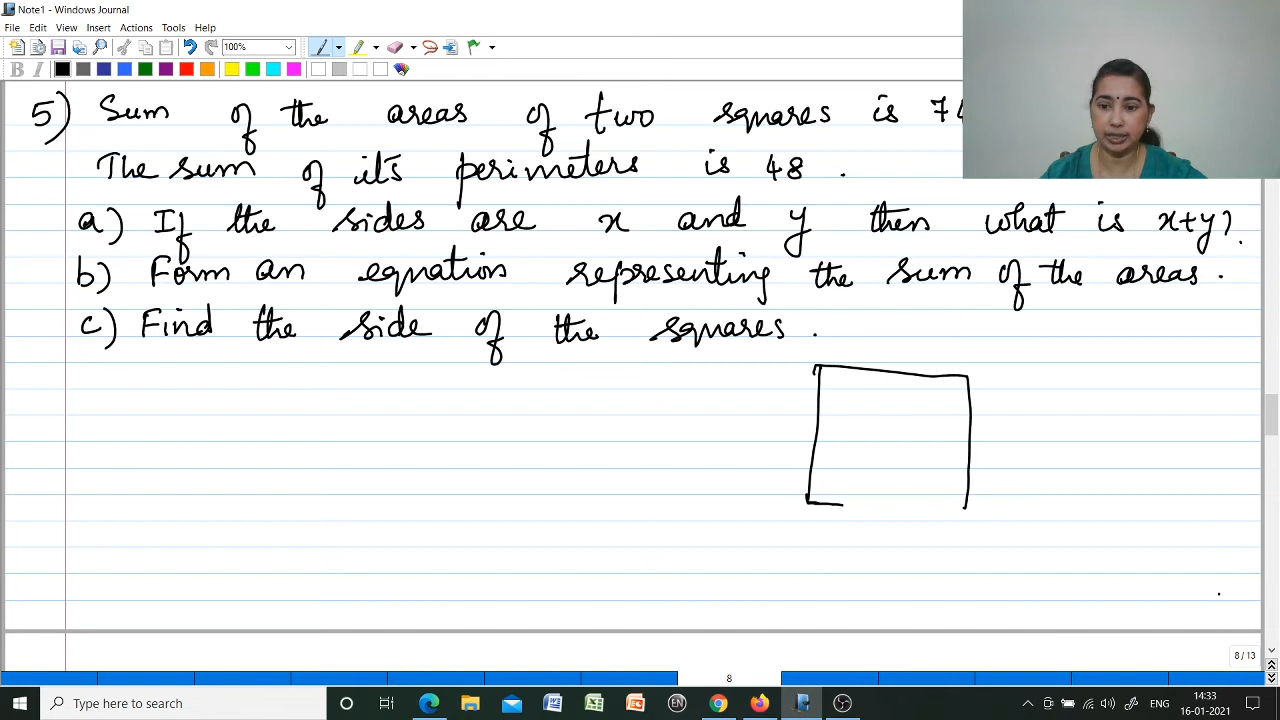 Note1 - Windows Journal
File Edit View Insert Actions Tools Help
100%
B I
5) Sum of the areas of two squares is
The sum of it's perimeters is 48 .
a) If the sides are x and y then what is x+y?.
b) Form an equation representing the sum of the areas .
c) Find the side of the squares .
8 / 13
8
Type here to search
EN
ENG
14:33
16-01-2021